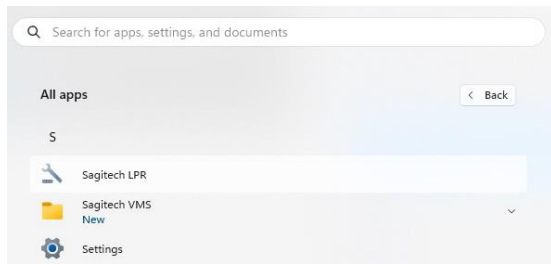 Search for apps, settings, and documents
All apps
Back
S
Sagitech LPR
Sagitech VMS
New
Settings